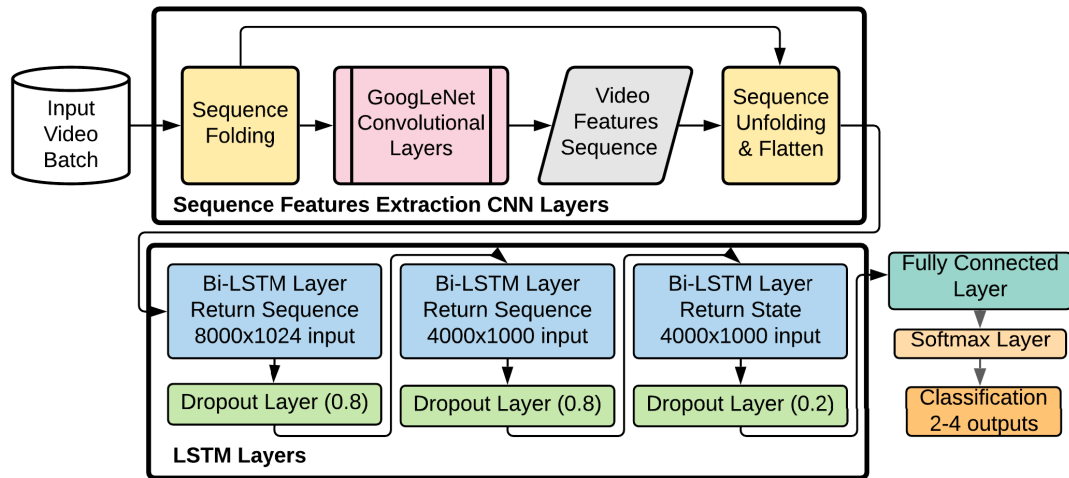 Input
Video
Batch
Sequence
Folding
GoogLeNet
Convolutional
Layers
Video
Features
Sequence
Sequence
Unfolding
& Flatten
Sequence Features Extraction CNN Layers
Bi-LSTM Layer
Return Sequence
8000x1024 input
Dropout Layer (0.8)
Bi-LSTM Layer
Return Sequence
4000x1000 input
Dropout Layer (0.8)
Bi-LSTM Layer
Return State
4000x1000 input
Dropout Layer (0.2)
LSTM Layers
Fully Connected
Layer
Softmax Layer
Classification
2-4 outputs